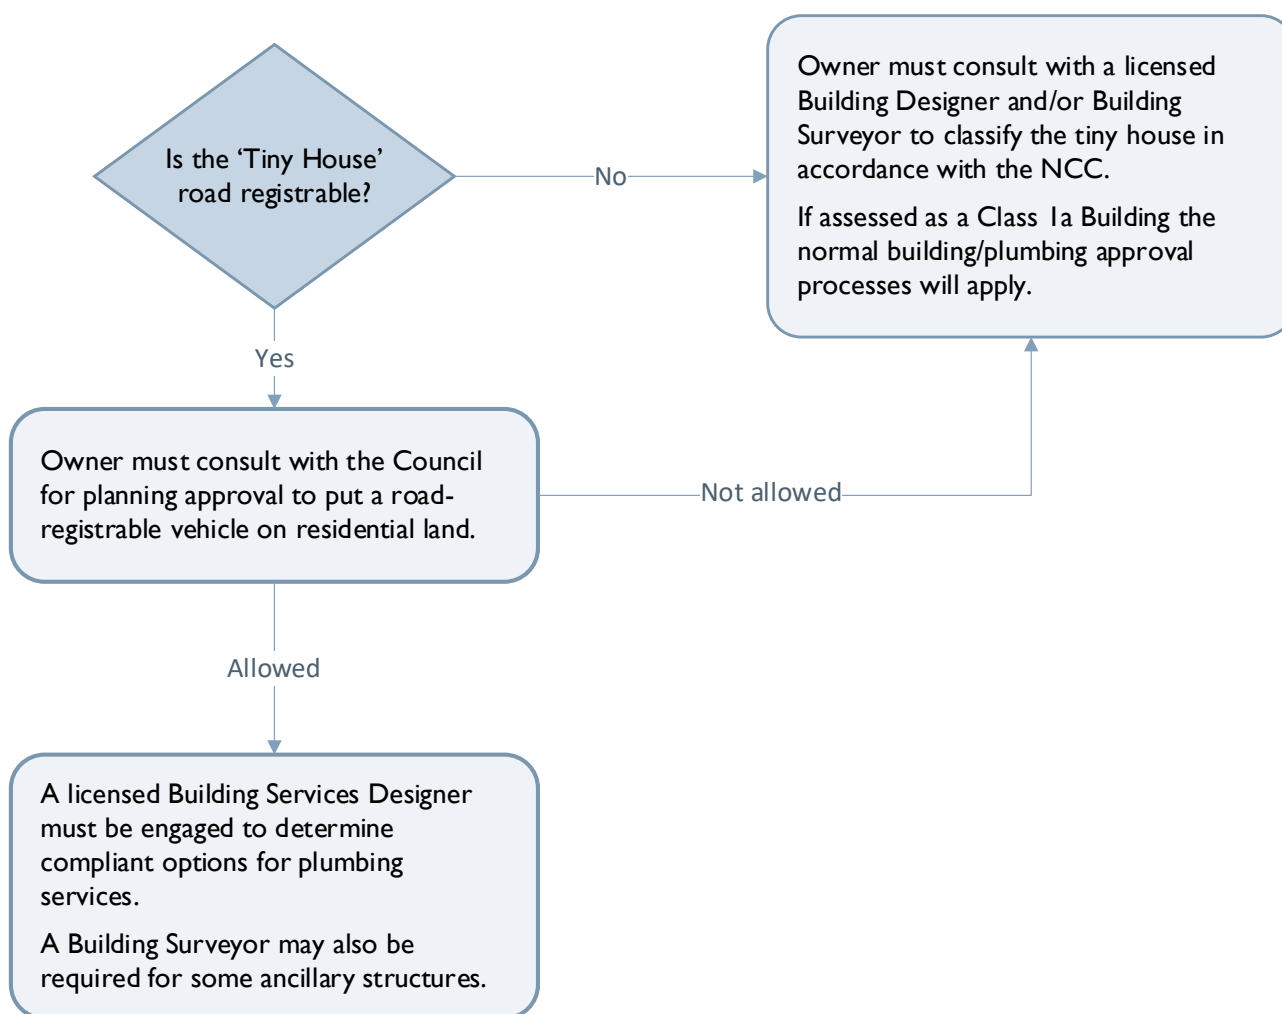 Is the ‘Tiny House’
road registrable?
No
Owner must consult with a licensed
Building Designer and/or Building
Surveyor to classify the tiny house in
accordance with the NCC.
If assessed as a Class 1a Building the
normal building/plumbing approval
processes will apply.
Yes
Owner must consult with the Council
for planning approval to put a road-
registrable vehicle on residential land.
Not allowed
Allowed
A licensed Building Services Designer
must be engaged to determine
compliant options for plumbing
services.
A Building Surveyor may also be
required for some ancillary structures.